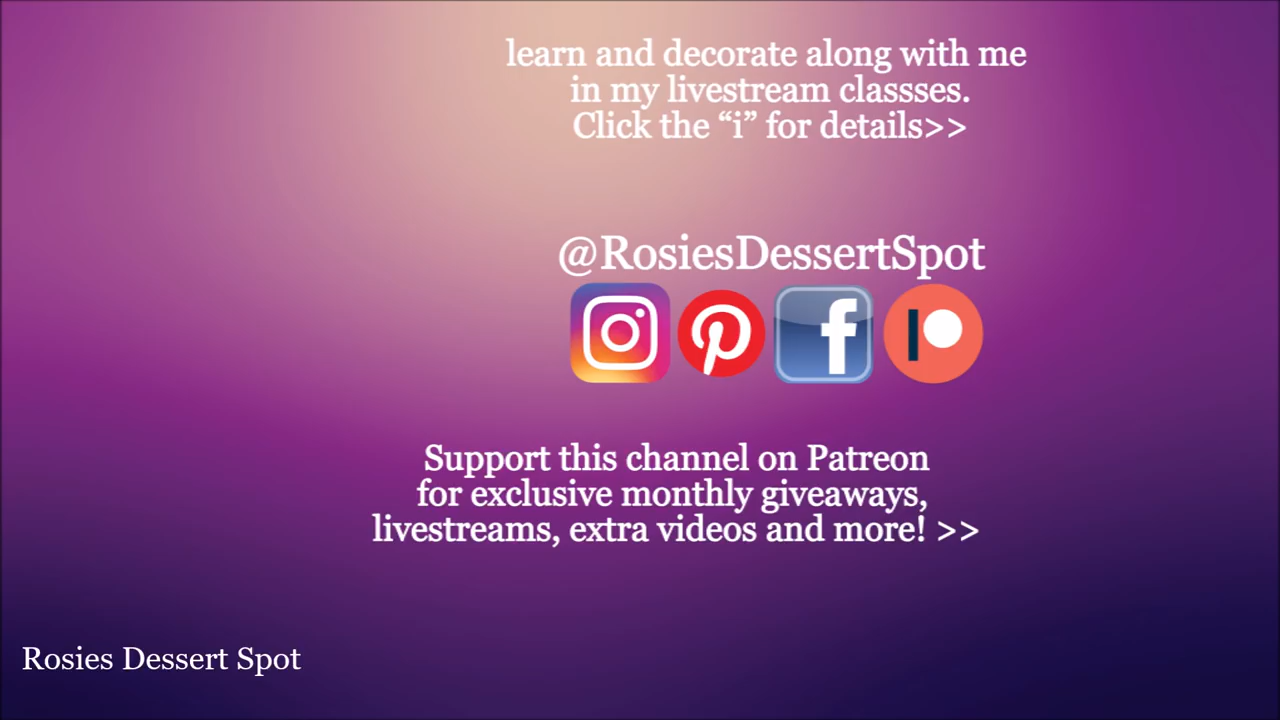 learn and decorate along with me
in my livestream classses.
Click the “i” for details>>
@RosiesDessertSpot
Support this channel on Patreon
for exclusive monthly giveaways,
livestreams, extra videos and more! >>
Rosies Dessert Spot